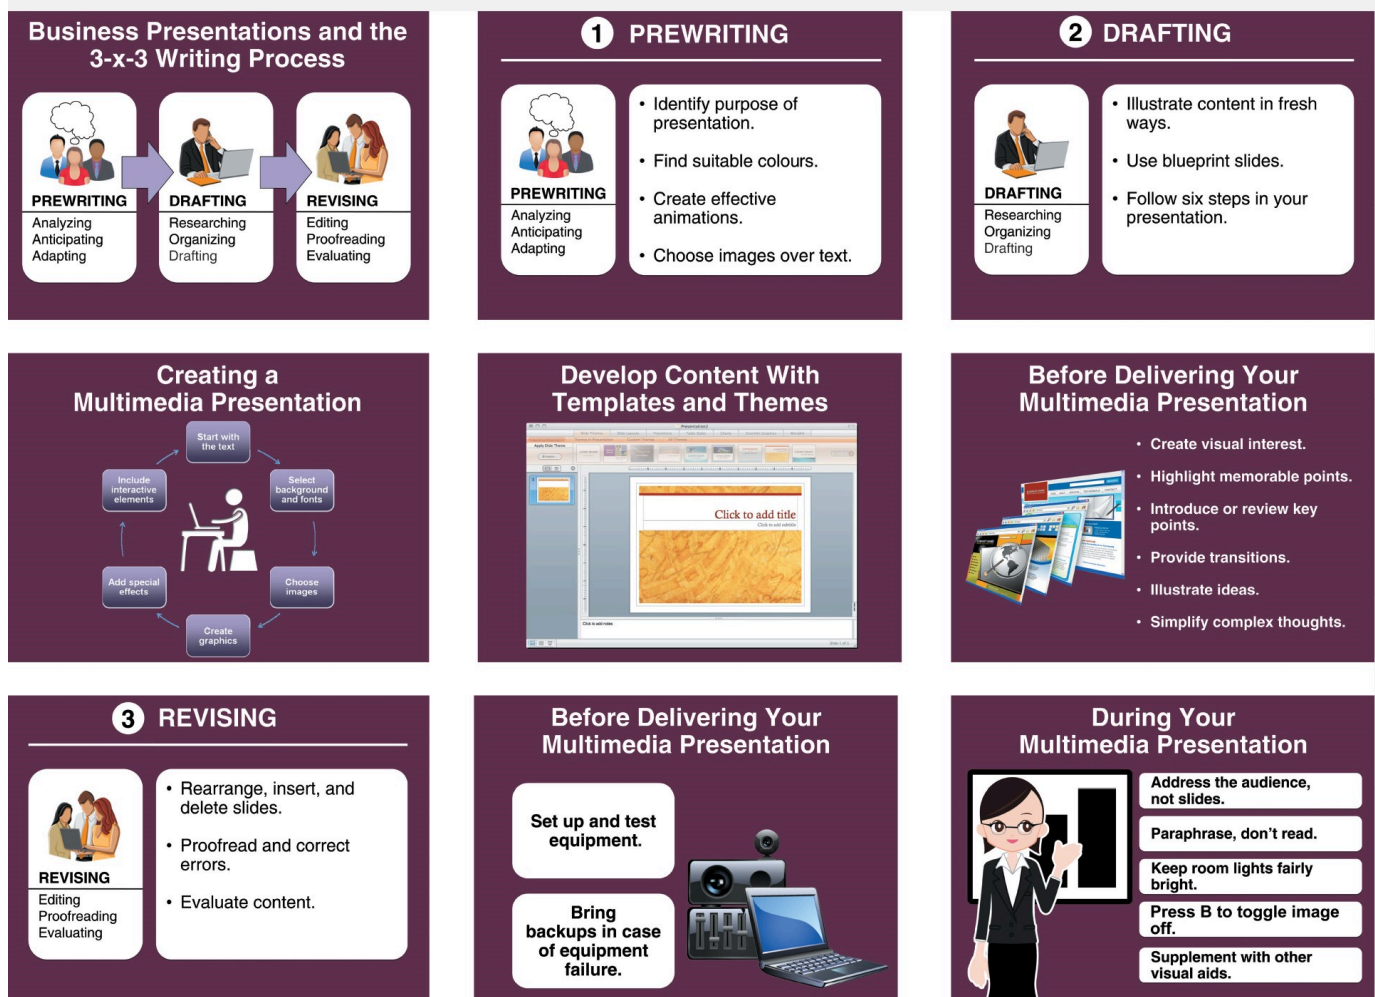 Business Presentations and the
3-x-3 Writing Process
PREWRITING
Analyzing
Anticipating
Adapting
DRAFTING
Researching
Organizing
Drafting
REVISING
Editing
Proofreading
Evaluating
1 PREWRITING
PREWRITING
Analyzing
Anticipating
Adapting
• Identify purpose of
presentation.
• Find suitable colours.
• Create effective
animations.
• Choose images over text.
2 DRAFTING
DRAFTING
Researching
Organizing
Drafting
• Illustrate content in fresh
ways.
• Use blueprint slides.
• Follow six steps in your
presentation.
Creating a
Multimedia Presentation
Start with
the text
Select
background
and fonts
Choose
images
Create
graphics
Add special
effects
Include
interactive
elements
Develop Content With
Templates and Themes
Click to add title
Click to add subtitle
Click to add notes
Before Delivering Your
Multimedia Presentation
• Create visual interest.
• Highlight memorable points.
• Introduce or review key
points.
• Provide transitions.
• Illustrate ideas.
• Simplify complex thoughts.
3 REVISING
REVISING
Editing
Proofreading
Evaluating
• Rearrange, insert, and
delete slides.
• Proofread and correct
errors.
• Evaluate content.
Before Delivering Your
Multimedia Presentation
Set up and test
equipment.
Bring
backups in case
of equipment
failure.
During Your
Multimedia Presentation
Address the audience,
not slides.
Paraphrase, don't read.
Keep room lights fairly
bright.
Press B to toggle image
off.
Supplement with other
visual aids.